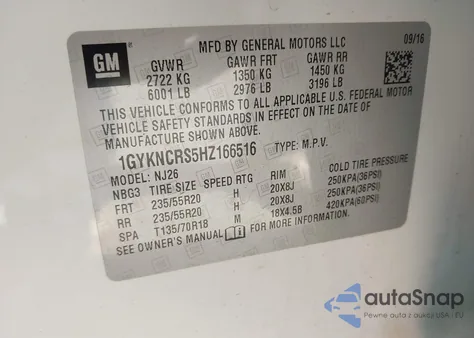 GM
MFD BY GENERAL MOTORS LLC 09/16
GVWR GAWR FRT GAWR RR
2722 KG 1350 KG 1450 KG
6001 LB 2976 LB 3196 LB
THIS VEHICLE CONFORMS TO ALL APPLICABLE U.S. FEDERAL MOTOR
VEHICLE SAFETY STANDARDS IN EFFECT ON THE DATE OF
MANUFACTURE SHOWN ABOVE.
1GYKNCRS5HZ166516 TYPE: M.P.V.
MODEL: NJ26
NBG3 TIRE SIZE SPEED RTG RIM COLD TIRE PRESSURE
FRT 235/55R20 H 20X8J 250KPA(36PSI)
RR 235/55R20 H 20X8J 250KPA(36PSI)
SPA T135/70R18 M 18X4.5B 420KPA(60PSI)
SEE OWNER'S MANUAL FOR MORE INFORMATION.
autoSnap
Pewne auta z USA i EU